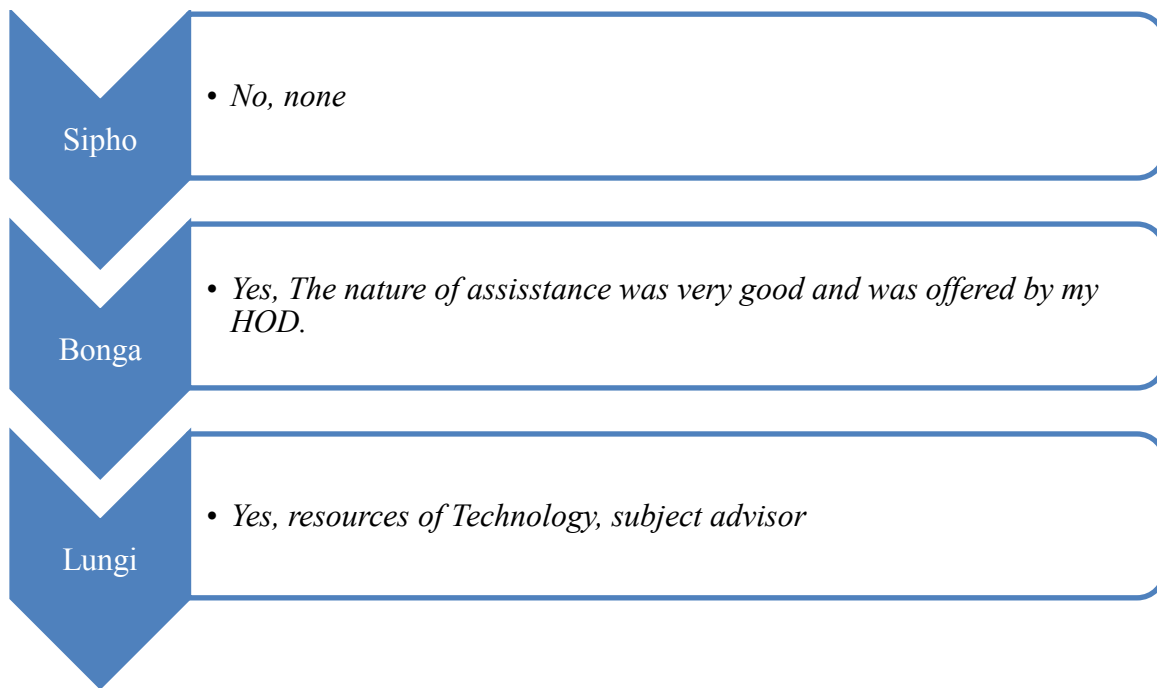 Sipho
• No, none
Bonga
• Yes, The nature of assisstance was very good and was offered by my
HOD.
Lungi
• Yes, resources of Technology, subject advisor